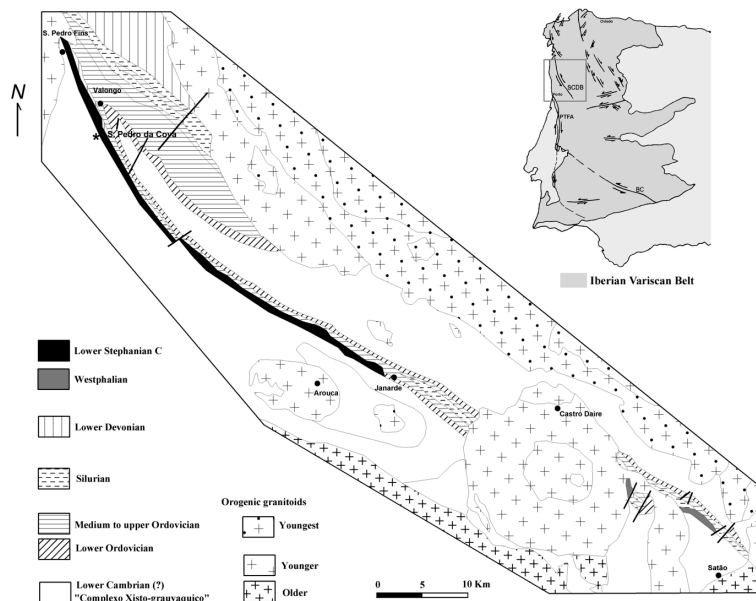 S. Pedro Fins
N
Valongo
* S. Pedro da Cova
Arouca
Janarde
Castro Daire
Satão
Oviedo
SCDB
Porto
PTFA
BC
Iberian Variscan Belt
Lower Stephanian C
Westphalian
Lower Devonian
Silurian
Medium to upper Ordovician
Lower Ordovician
Lower Cambrian (?)
"Complexo Xisto-grauvaquico"
Orogenic granitoids
Youngest
Younger
Older
0 5 10 Km